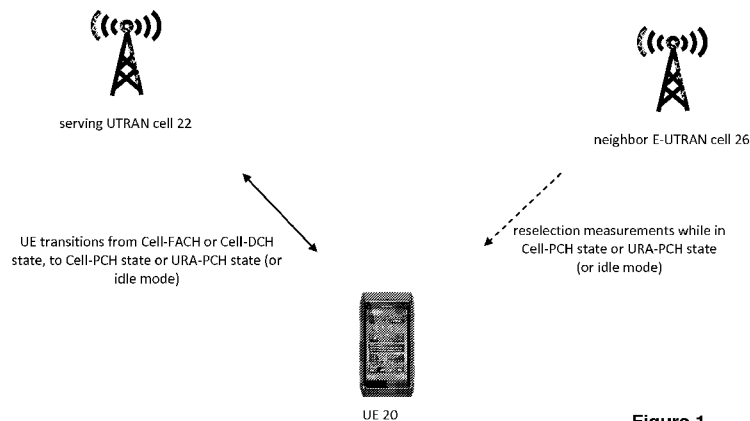 serving UTRAN cell 22
neighbor E-UTRAN cell 26
UE transitions from Cell-FACH or Cell-DCH
state, to Cell-PCH state or URA-PCH state (or
idle mode)
reselection measurements while in
Cell-PCH state or URA-PCH state
(or idle mode)
UE 20
Figure 1